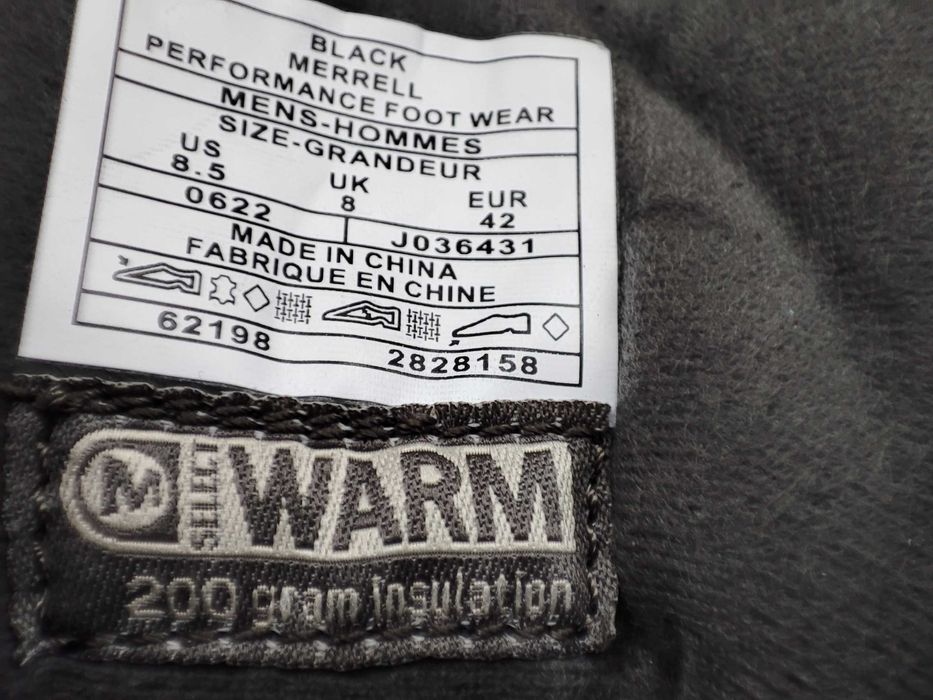 BLACK
MERRELL
PERFORMANCE FOOT WEAR
MENS-HOMMES
SIZE-GRANDEUR
US UK EUR
8.5 8 42
0622 J036431
MADE IN CHINA
FABRIQUE EN CHINE
62198 2828158
M SELECT WARM
200 gram insulation